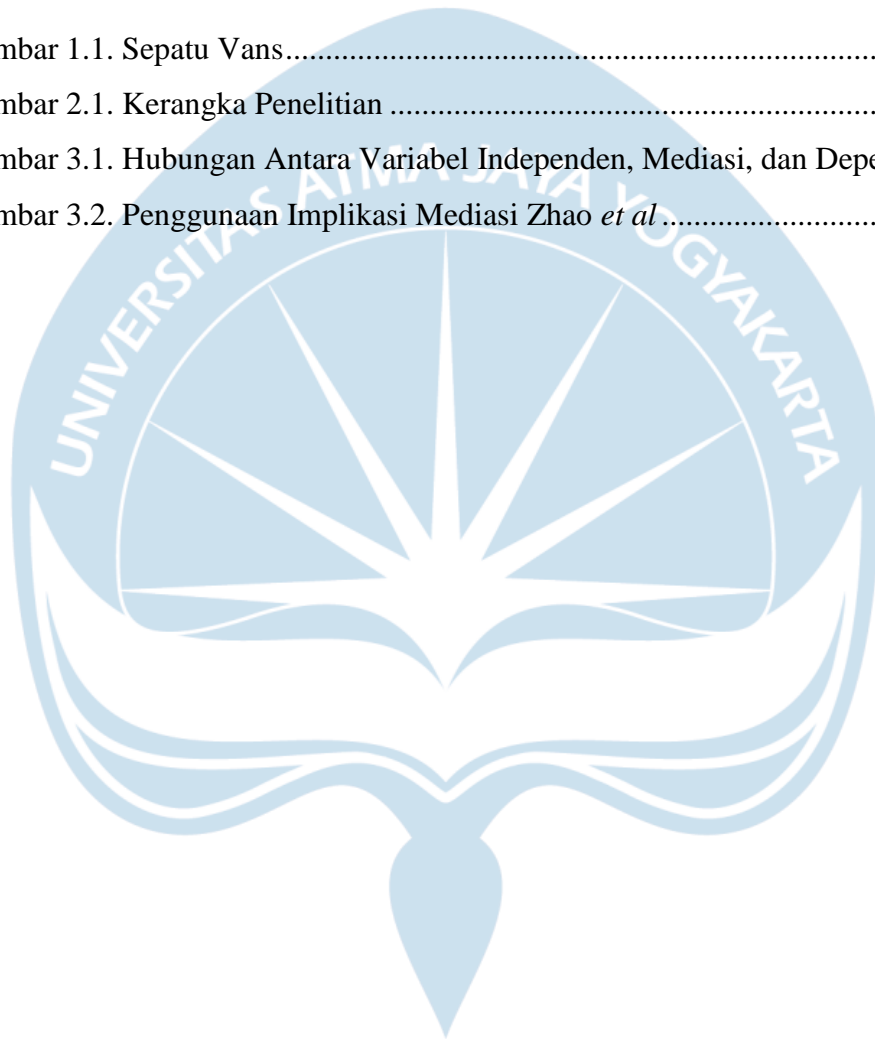 mbar 1.1. Sepatu Vans.......................................................................
mbar 2.1. Kerangka Penelitian ..........................................................
mbar 3.1. Hubungan Antara Variabel Independen, Mediasi, dan Depe
mbar 3.2. Penggunaan Implikasi Mediasi Zhao et al ..........................
UNIVERSITAS ATMA JAYA YOGYAKARTA